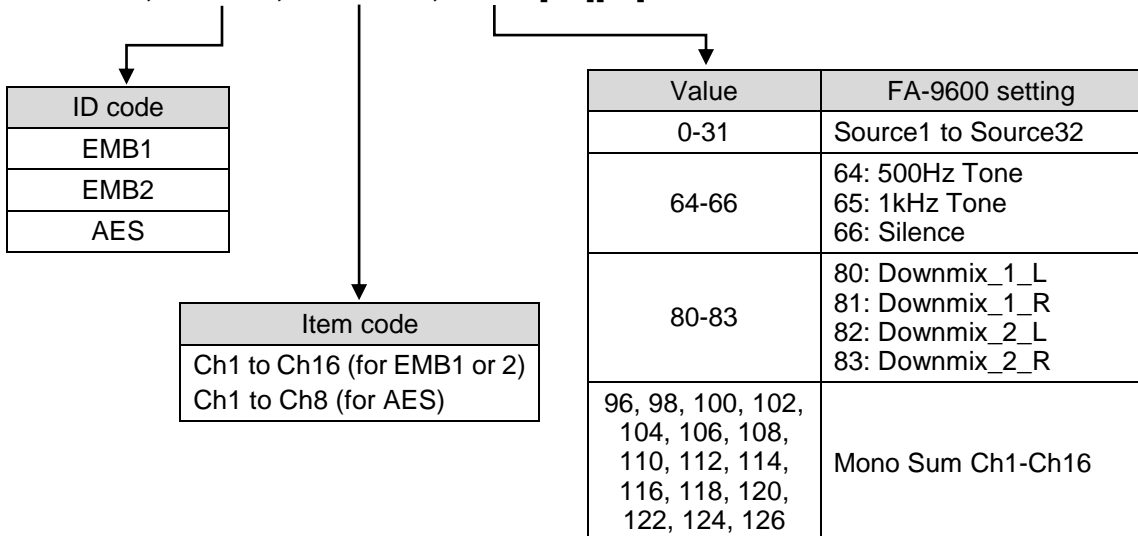 ID code
EMB1
EMB2
AES
Item code
Ch1 to Ch16 (for EMB1 or 2)
Ch1 to Ch8 (for AES)
Value FA-9600 setting
0-31 Source1 to Source32
64-66
64: 500Hz Tone
65: 1kHz Tone
66: Silence
80-83
80: Downmix_1_L
81: Downmix_1_R
82: Downmix_2_L
83: Downmix_2_R
96, 98, 100, 102,
104, 106, 108,
110, 112, 114,
116, 118, 120,
122, 124, 126
Mono Sum Ch1-Ch16